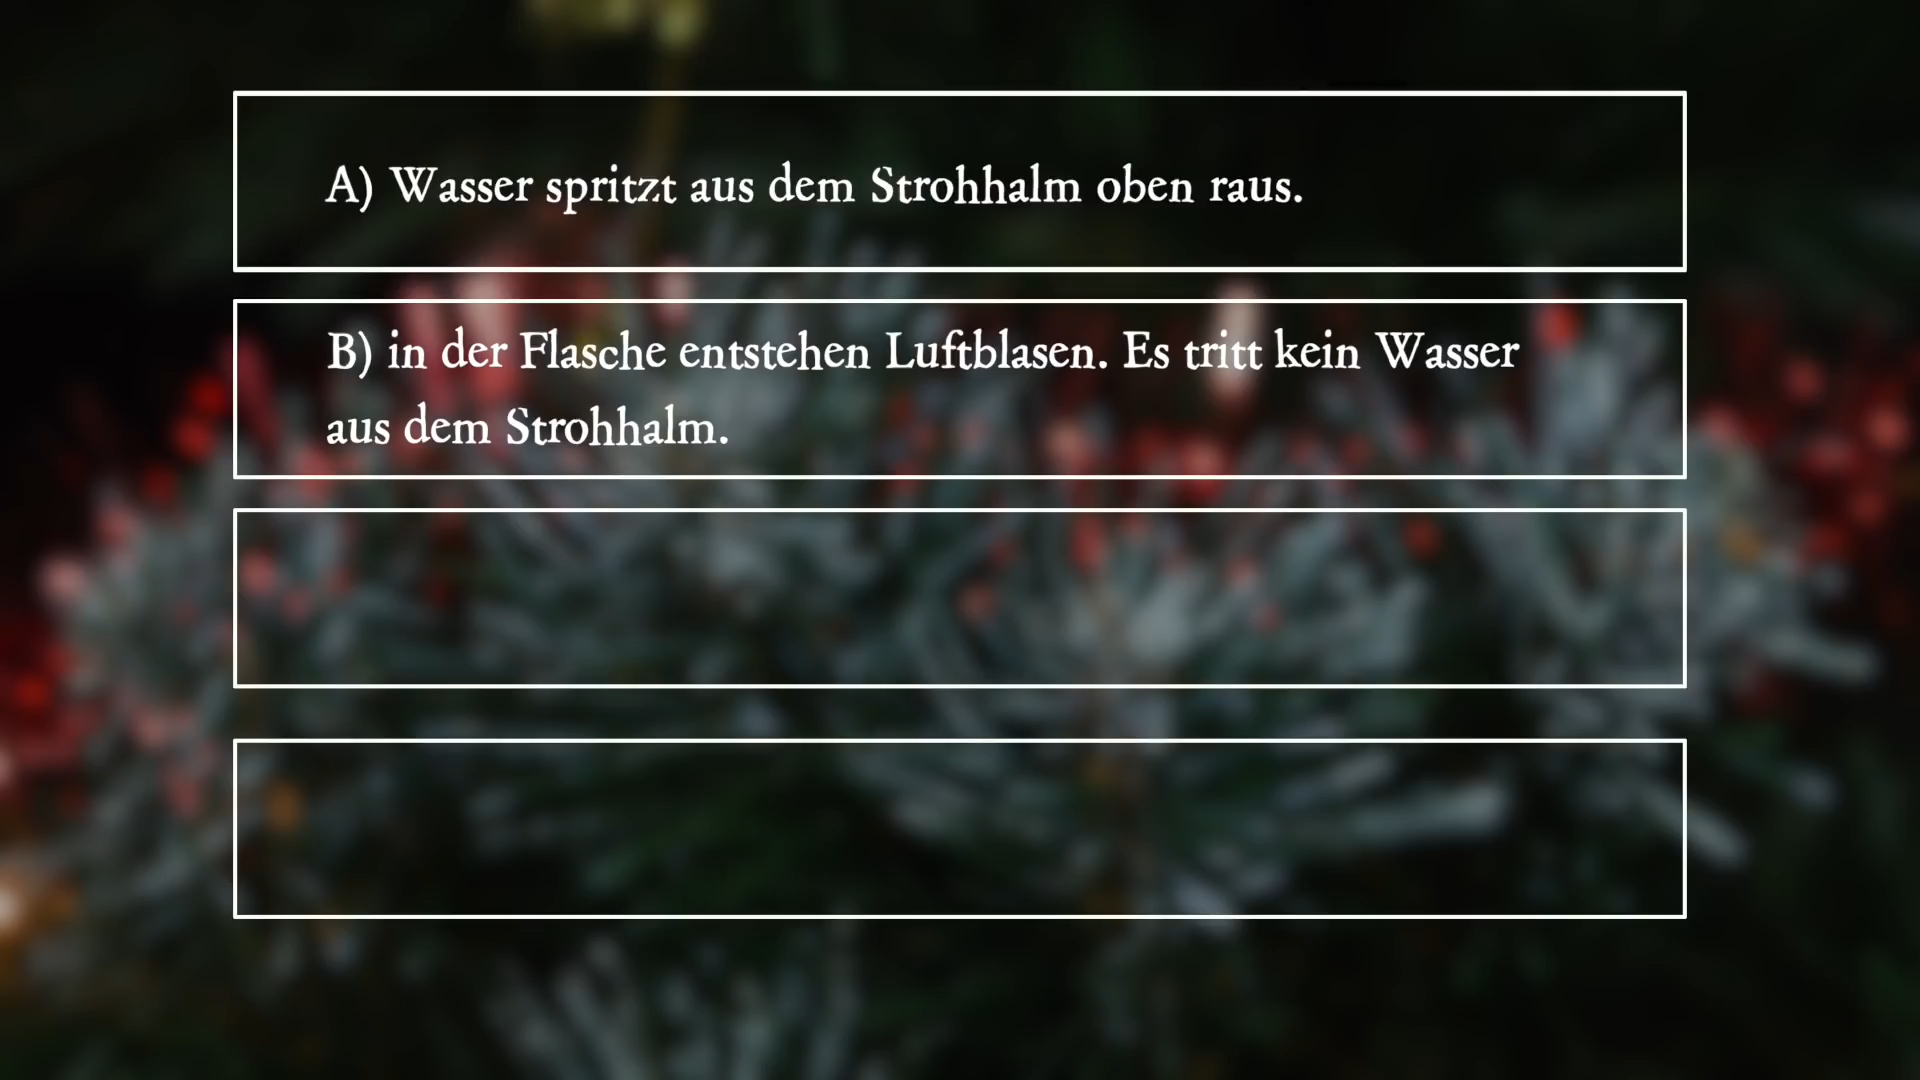 A) Wasser spritzt aus dem Strohhalm oben raus.
B) in der Flasche entstehen Luftblasen. Es tritt kein Wasser
aus dem Strohhalm.